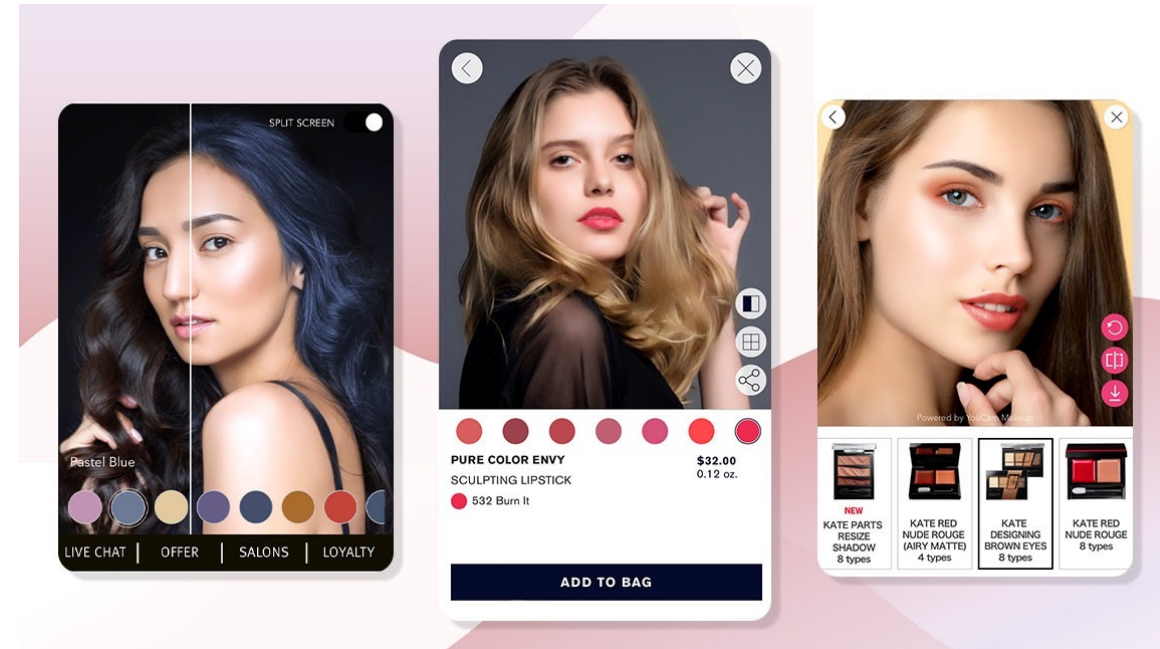 SPLIT SCREEN
Pastel Blue
LIVE CHAT | OFFER | SALONS | LOYALTY
PURE COLOR ENVY
$32.00
SCULPTING LIPSTICK
0.12 oz.
532 Burn It
ADD TO BAG
Powered by YouCam Makeup
NEW
KATE PARTS
RESIZE
SHADOW
8 types
KATE RED
NUDE ROUGE
(AIRY MATTE)
4 types
KATE
DESIGNING
BROWN EYES
8 types
KATE RED
NUDE ROUGE
8 types